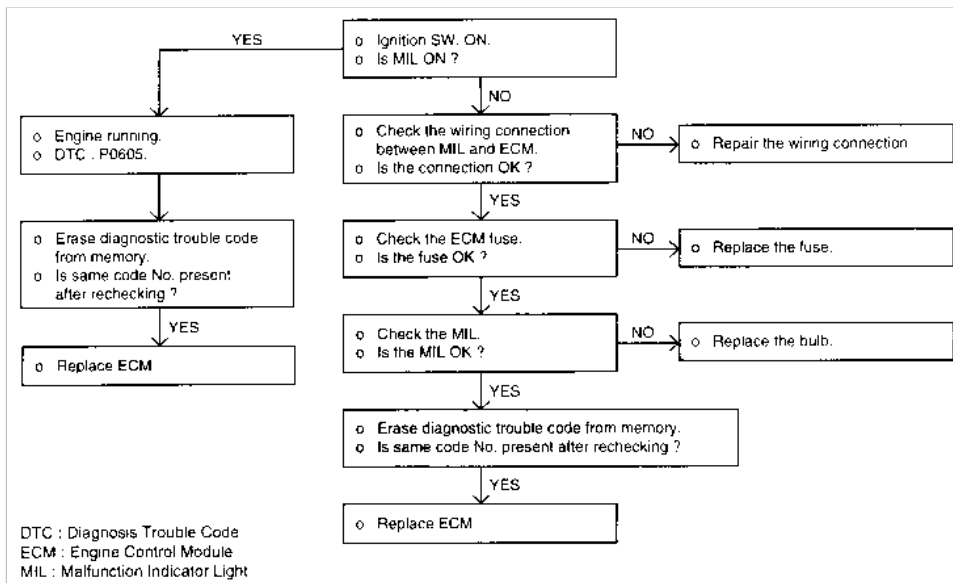 YES
o Ignition SW. ON.
o Is MIL ON ?
NO
o Engine running.
o DTC . P0605.
o Check the wiring connection
between MIL and ECM.
o Is the connection OK ?
NO
o Repair the wiring connection
YES
o Erase diagnostic trouble code
from memory.
o Is same code No. present
after rechecking ?
o Check the ECM fuse.
o Is the fuse OK ?
NO
o Replace the fuse.
YES
YES
o Replace ECM
o Check the MIL.
o Is the MIL OK ?
NO
o Replace the bulb.
YES
o Erase diagnostic trouble code from memory.
o Is same code No. present after rechecking ?
YES
o Replace ECM
DTC : Diagnosis Trouble Code
ECM : Engine Control Module
MIL : Malfunction Indicator Light